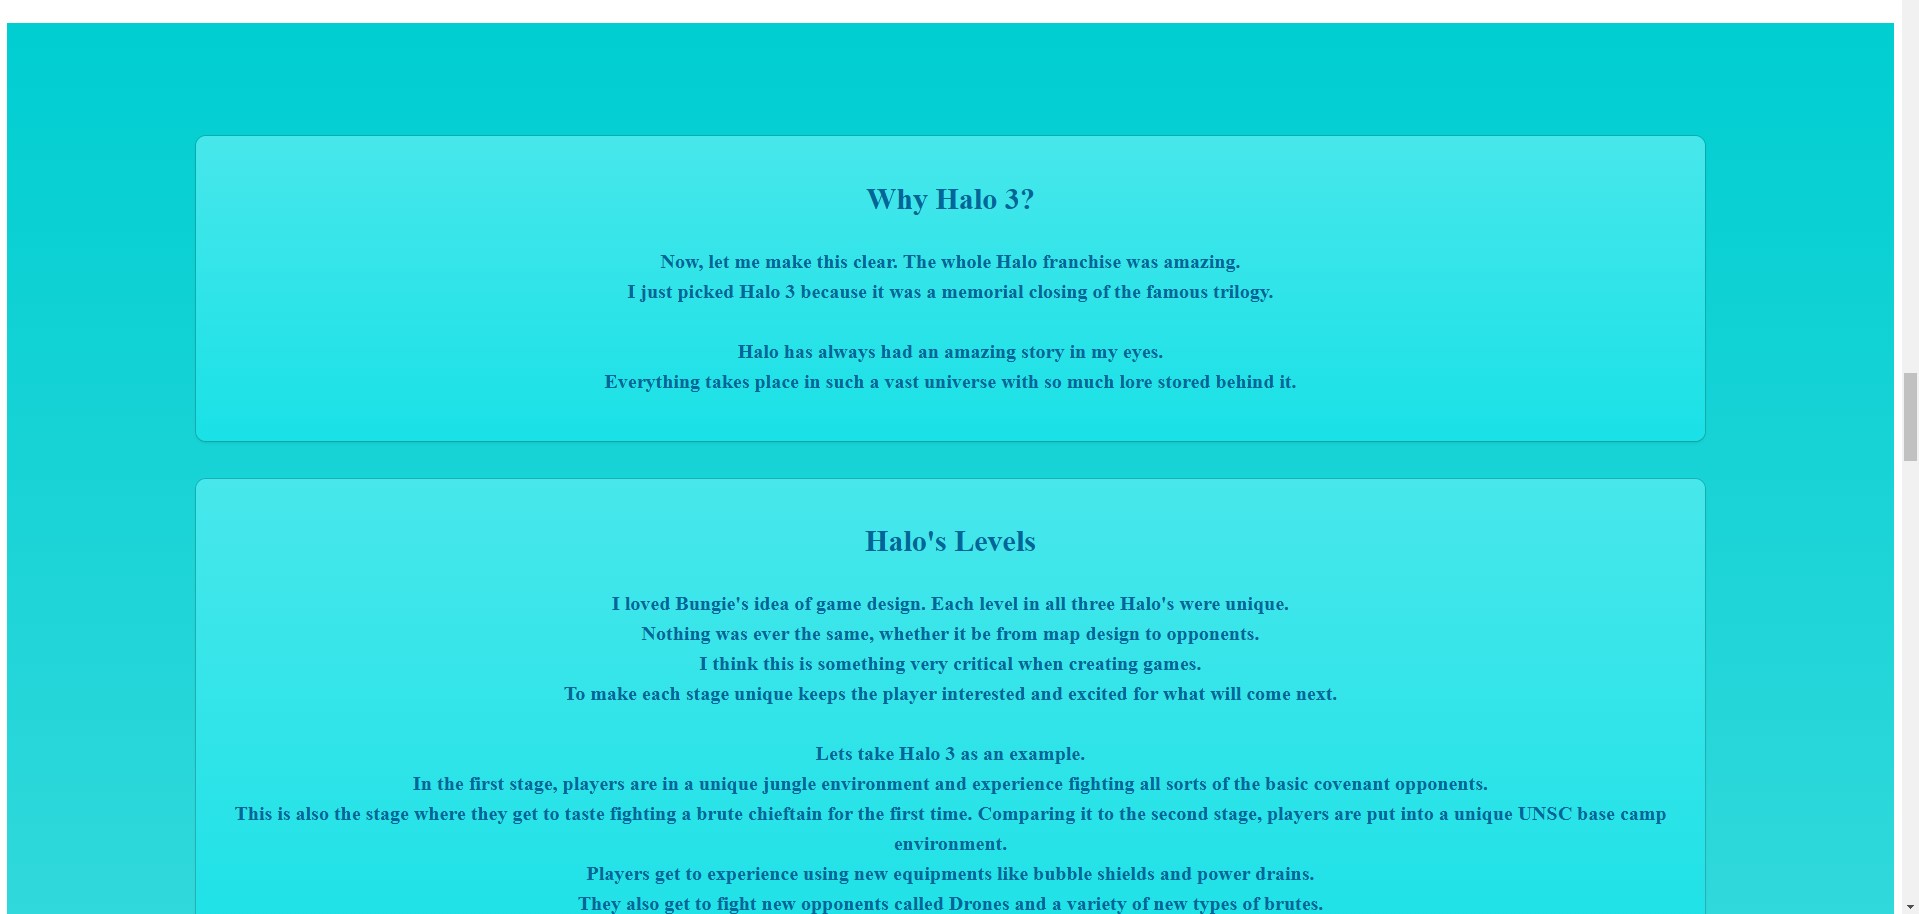 Why Halo 3?
Now, let me make this clear. The whole Halo franchise was amazing.
I just picked Halo 3 because it was a memorial closing of the famous trilogy.
Halo has always had an amazing story in my eyes.
Everything takes place in such a vast universe with so much lore stored behind it.
Halo's Levels
I loved Bungie's idea of game design. Each level in all three Halo's were unique.
Nothing was ever the same, whether it be from map design to opponents.
I think this is something very critical when creating games.
To make each stage unique keeps the player interested and excited for what will come next.
Lets take Halo 3 as an example.
In the first stage, players are in a unique jungle environment and experience fighting all sorts of the basic covenant opponents.
This is also the stage where they get to taste fighting a brute chieftain for the first time. Comparing it to the second stage, players are put into a unique UNSC base camp
environment.
Players get to experience using new equipments like bubble shields and power drains.
They also get to fight new opponents called Drones and a variety of new types of brutes.